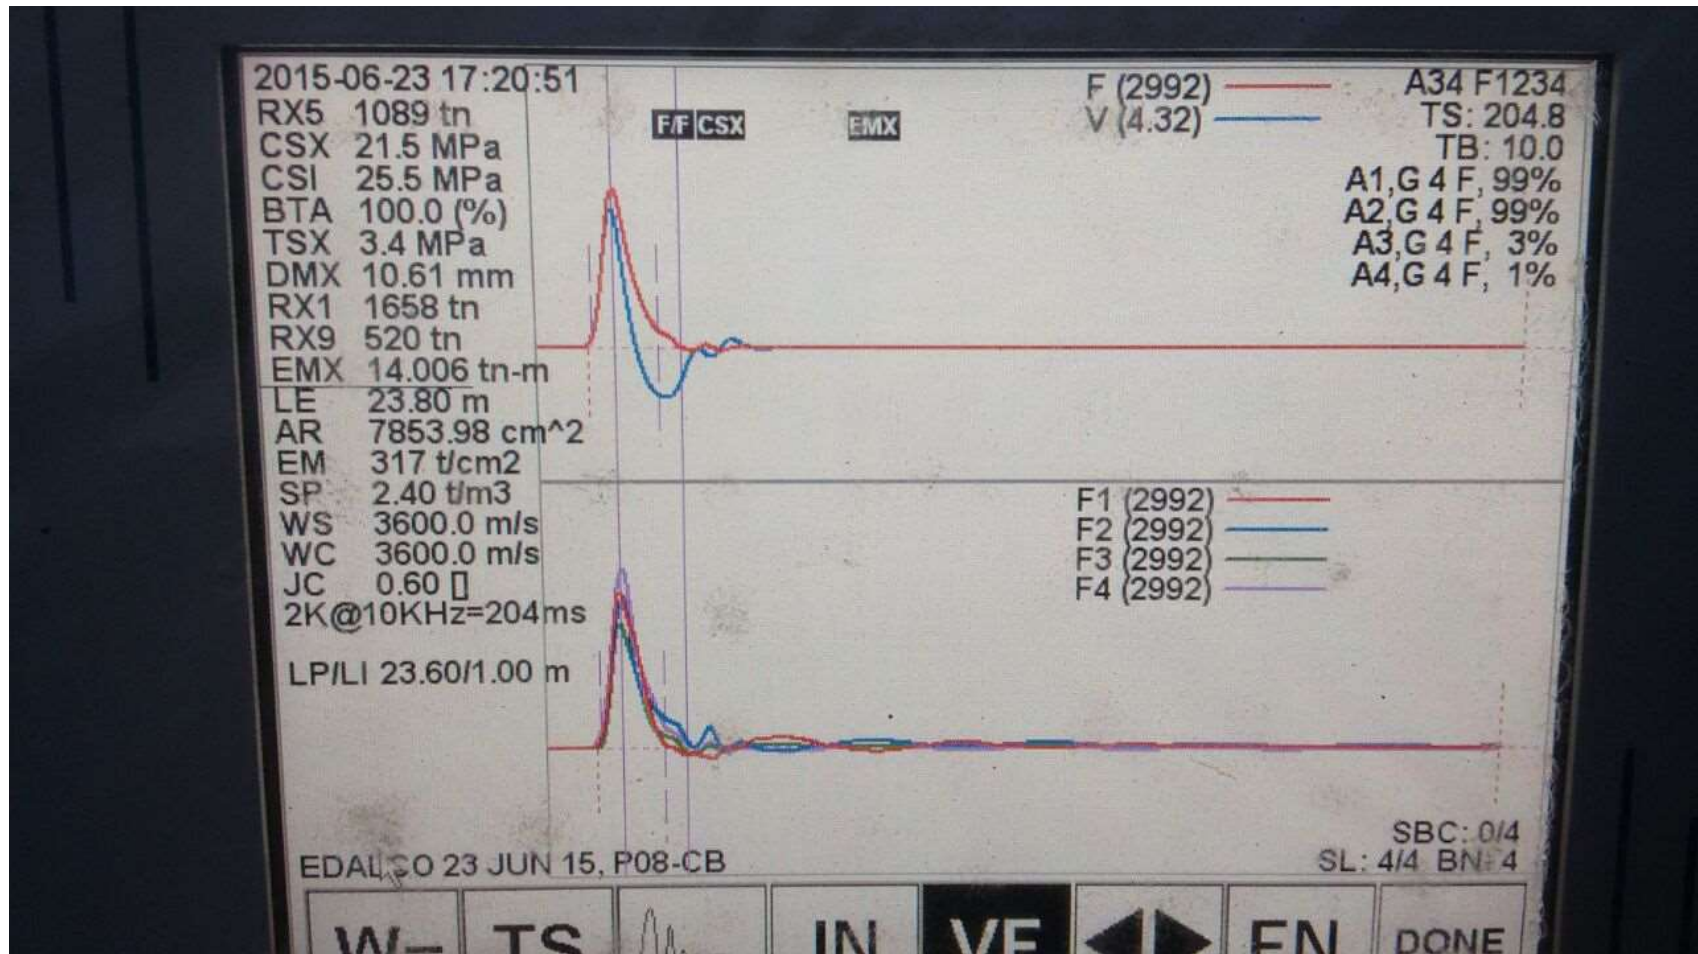 2015-06-23 17:20:51
RX5 1089 tn
CSX 21.5 MPa
CSI 25.5 MPa
BTA 100.0 (%)
TSX 3.4 MPa
DMX 10.61 mm
RX1 1658 tn
RX9 520 tn
EMX 14.006 tn-m
LE 23.80 m
AR 7853.98 cm^2
EM 317 t/cm2
SP 2.40 t/m3
WS 3600.0 m/s
WC 3600.0 m/s
JC 0.60 []
2K@10KHz=204ms
LP/LI 23.60/1.00 m
F/F CSX EMX
F (2992)
V (4.32)
A34 F1234
TS: 204.8
TB: 10.0
A1,G 4 F, 99%
A2,G 4 F, 99%
A3,G 4 F, 3%
A4,G 4 F, 1%
F1 (2992)
F2 (2992)
F3 (2992)
F4 (2992)
SBC: 0/4
SL: 4/4 BN: 4
EDALCO 23 JUN 15, P08-CB
W- TS IN VE EN DONE